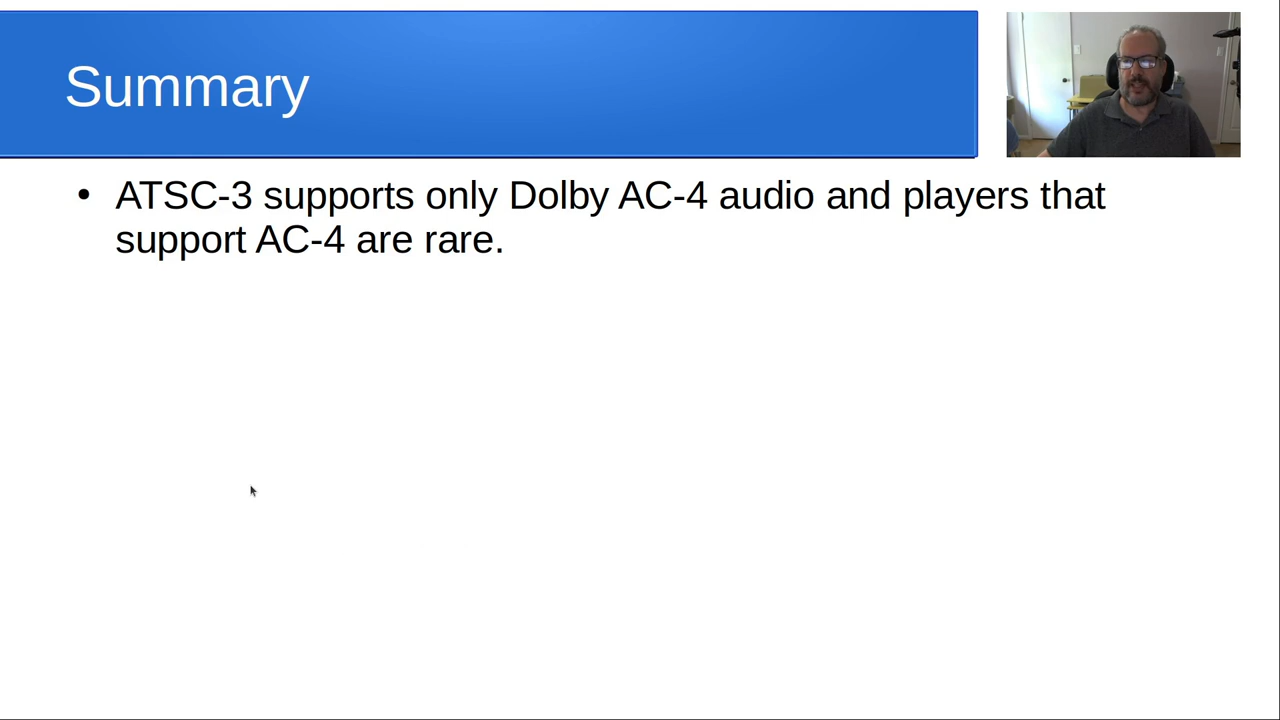 Summary
• ATSC-3 supports only Dolby AC-4 audio and players that
support AC-4 are rare.